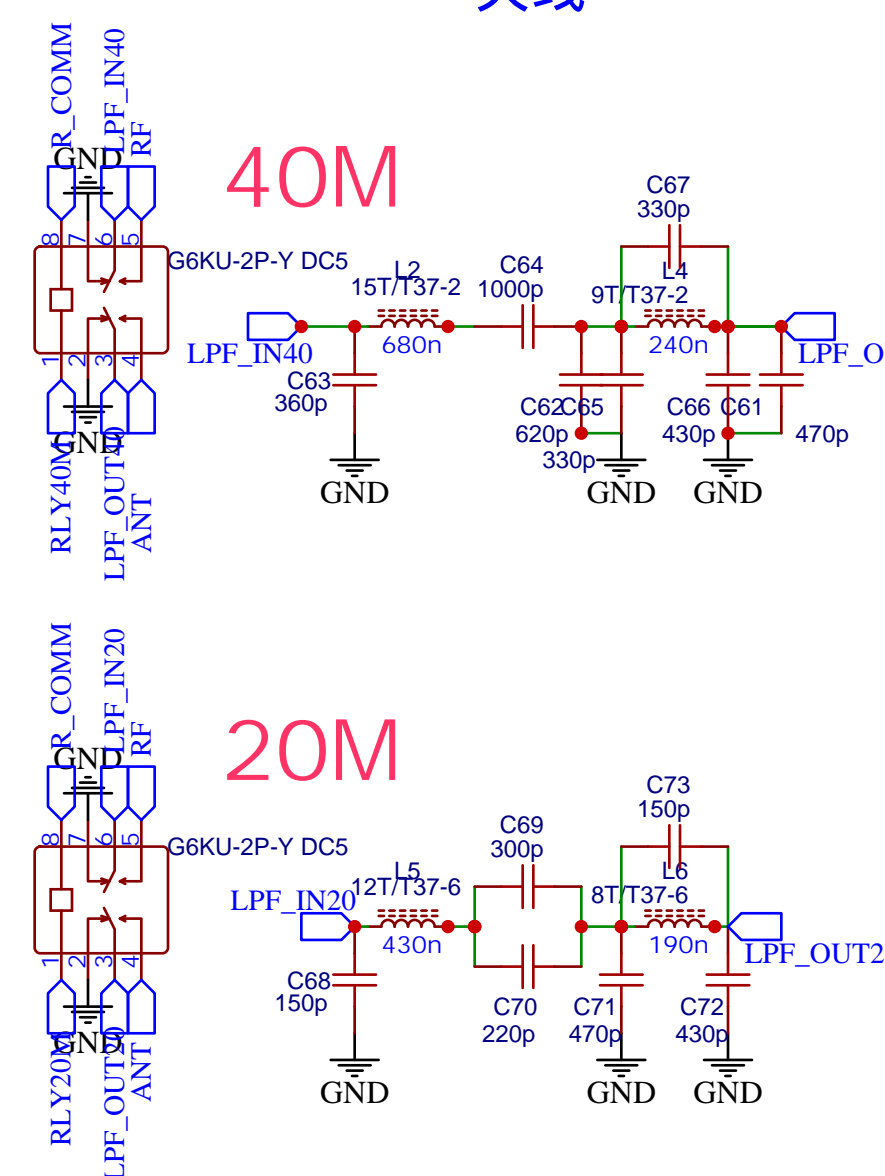 R_COMM
LPF_IN40
RF
GND
40M
8
7
6
5
G6KU-2P-Y DC5
C67
330p
L2
15T/T37-2
C64
1000p
L4
9T/T37-2
LPF_IN40
680n
240n
LPF_O
C63
360p
1
2
3
4
C62
C65
C66
C61
620p
430p
470p
330p
GND
GND
GND
GND
RLY40M
LPF_OUT40
ANT
R_COMM
LPF_IN20
RF
GND
20M
8
7
6
5
G6KU-2P-Y DC5
C73
150p
C69
300p
L5
12T/T37-6
L6
8T/T37-6
LPF_IN20
430n
190n
LPF_OUT2
C68
150p
1
2
3
4
C70
220p
C71
470p
C72
430p
GND
GND
GND
GND
RLY20M
LPF_OUT20
ANT